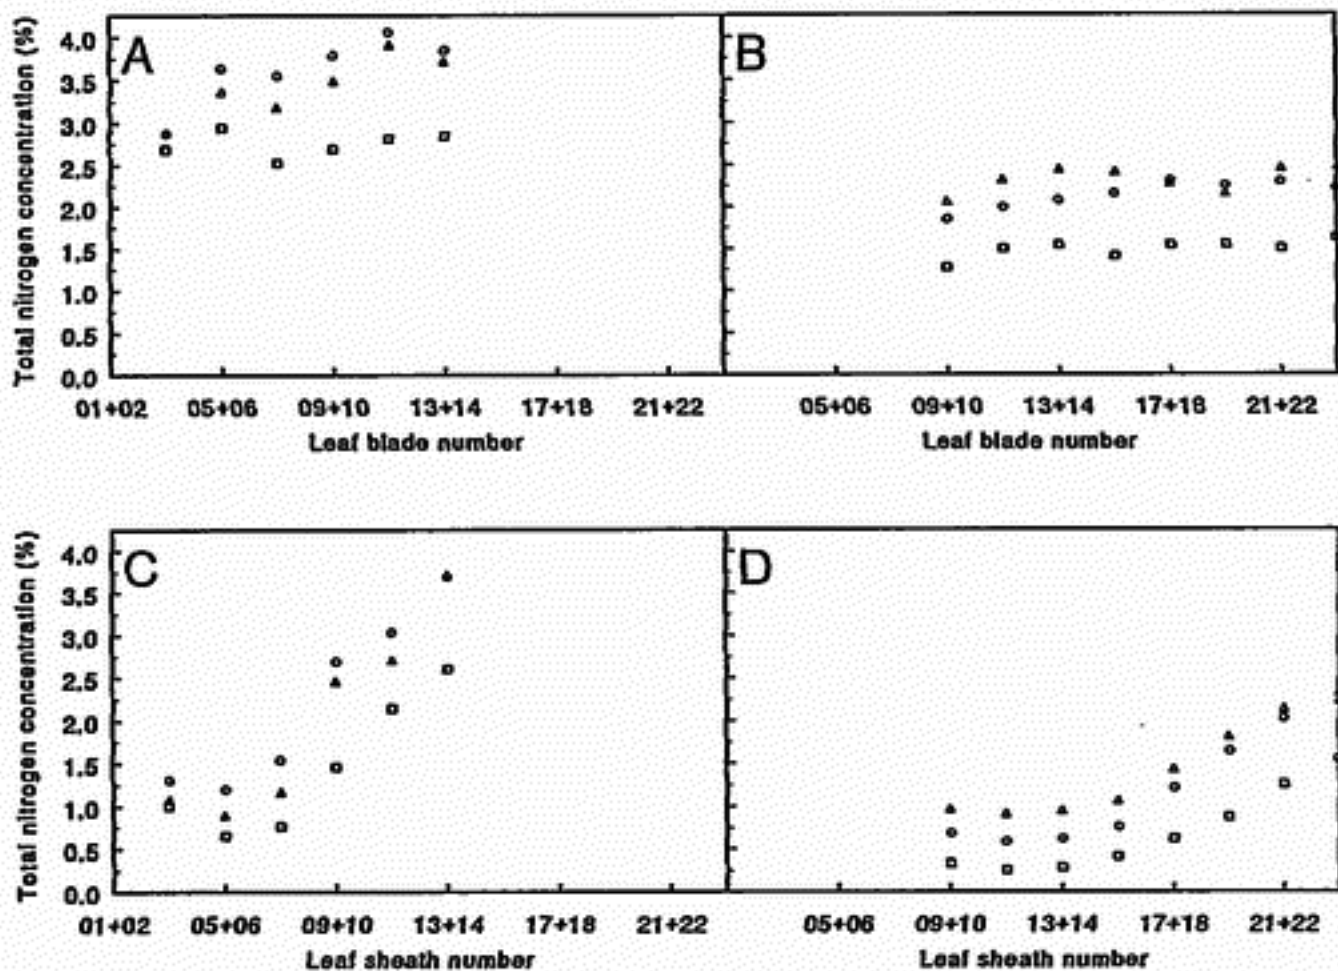 Total nitrogen concentration (%)
4.0
3.5
3.0
2.5
2.0
1.5
1.0
0.5
0.0
A
01+02 05+06 09+10 13+14 17+18 21+22
Leaf blade number
B
05+06 09+10 13+14 17+18 21+22
Leaf blade number
Total nitrogen concentration (%)
4.0
3.5
3.0
2.5
2.0
1.5
1.0
0.5
0.0
C
01+02 05+06 09+10 13+14 17+18 21+22
Leaf sheath number
D
05+06 09+10 13+14 17+18 21+22
Leaf sheath number